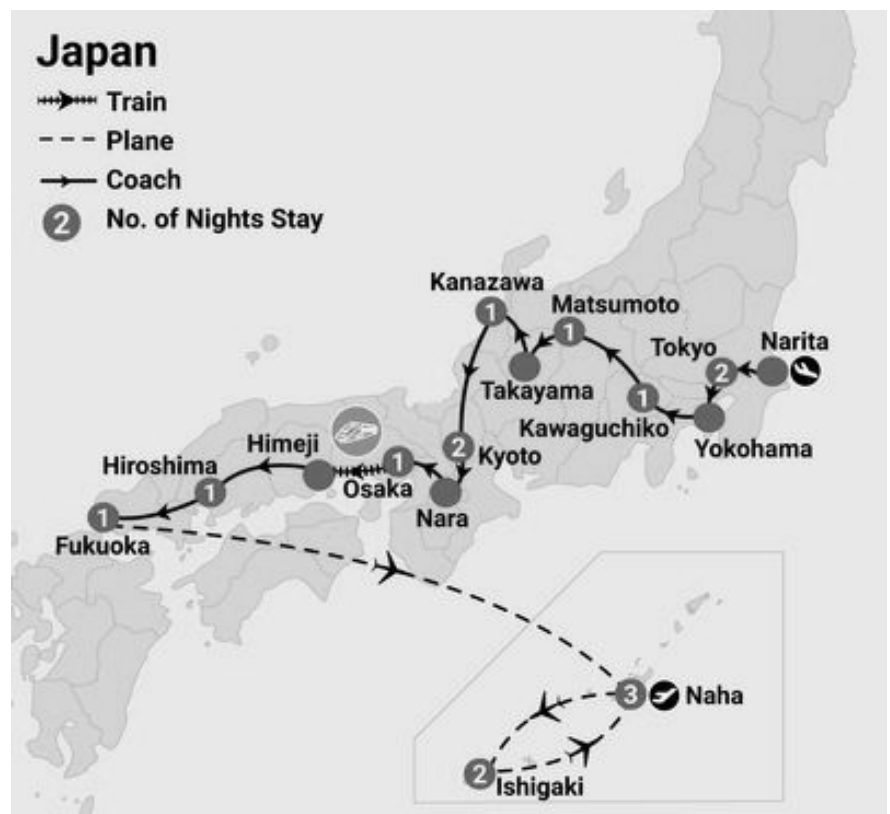 Japan
Train
Plane
Coach
2 No. of Nights Stay
Kanazawa
1
Matsumoto
1
Tokyo
2
Narita
Takayama
1
Kawaguchiko
Yokohama
2
Kyoto
Himeji
Hiroshima
1
1
Osaka
Nara
1
Fukuoka
3
Naha
2
Ishigaki